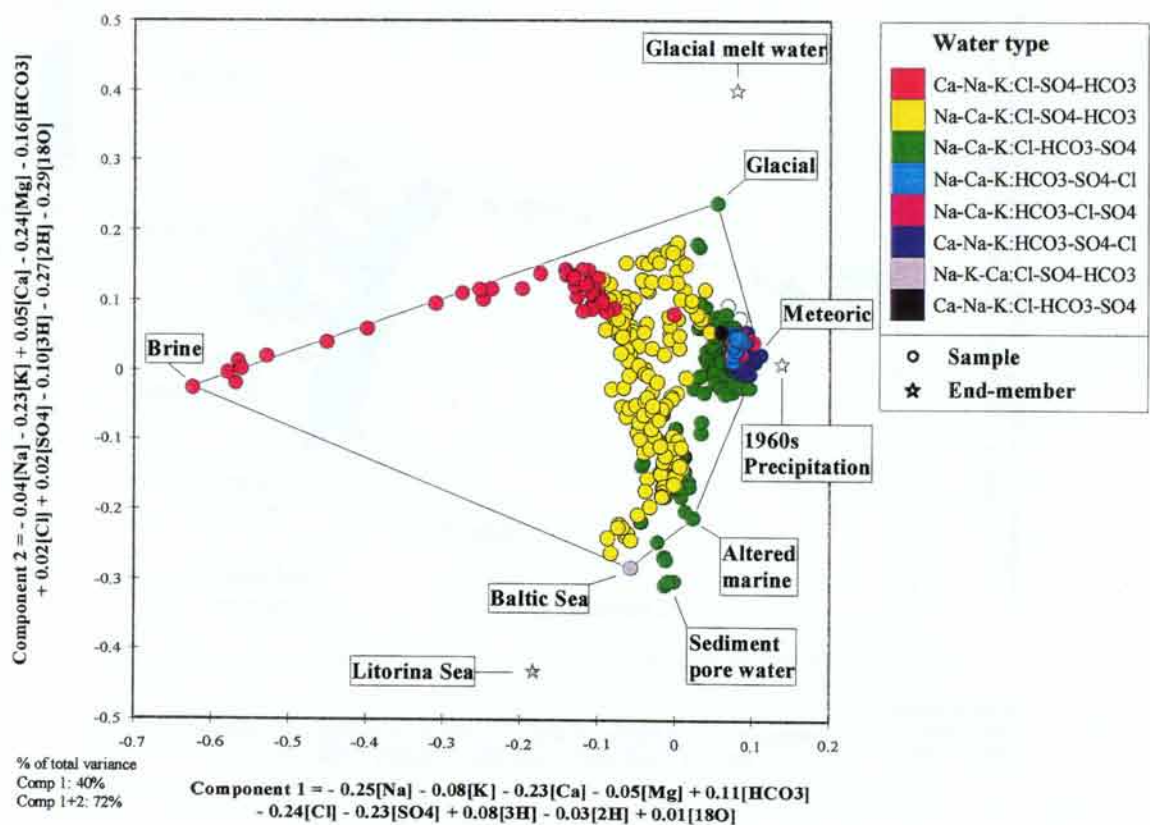 Component 2 = - 0.04[Na] - 0.23[K] + 0.05[Ca] - 0.24[Mg] - 0.16[HCO3]
+ 0.02[Cl] + 0.02[SO4] - 0.10[3H] - 0.27[2H] - 0.29[18O]
0.5
0.4
0.3
0.2
0.1
0
-0.1
-0.2
-0.3
-0.4
-0.5
-0.7
-0.6
-0.5
-0.4
-0.3
-0.2
-0.1
0
0.1
0.2
Glacial melt water
Glacial
Meteoric
Brine
1960s
Precipitation
Altered
marine
Baltic Sea
Sediment
pore water
Litorina Sea
Water type
Ca-Na-K:Cl-SO4-HCO3
Na-Ca-K:Cl-SO4-HCO3
Na-Ca-K:Cl-HCO3-SO4
Na-Ca-K:HCO3-SO4-Cl
Na-Ca-K:HCO3-Cl-SO4
Ca-Na-K:HCO3-SO4-Cl
Na-K-Ca:Cl-SO4-HCO3
Ca-Na-K:Cl-HCO3-SO4
Sample
End-member
% of total variance
Comp 1: 40%
Comp 1+2: 72%
Component 1 = - 0.25[Na] - 0.08[K] - 0.23[Ca] - 0.05[Mg] + 0.11[HCO3]
- 0.24[Cl] - 0.23[SO4] + 0.08[3H] - 0.03[2H] + 0.01[18O]